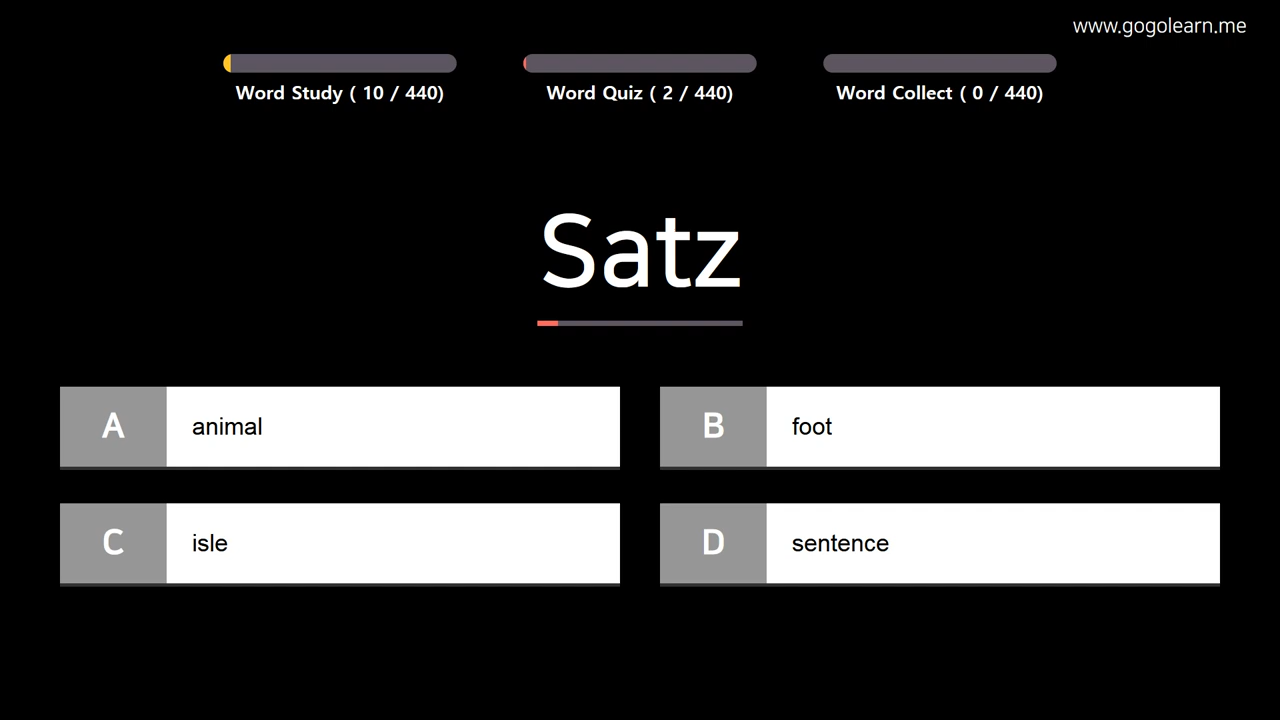 www.gogolearn.me
Word Study ( 10 / 440)
Word Quiz ( 2 / 440)
Word Collect ( 0 / 440)
Satz
A animal
B foot
C isle
D sentence